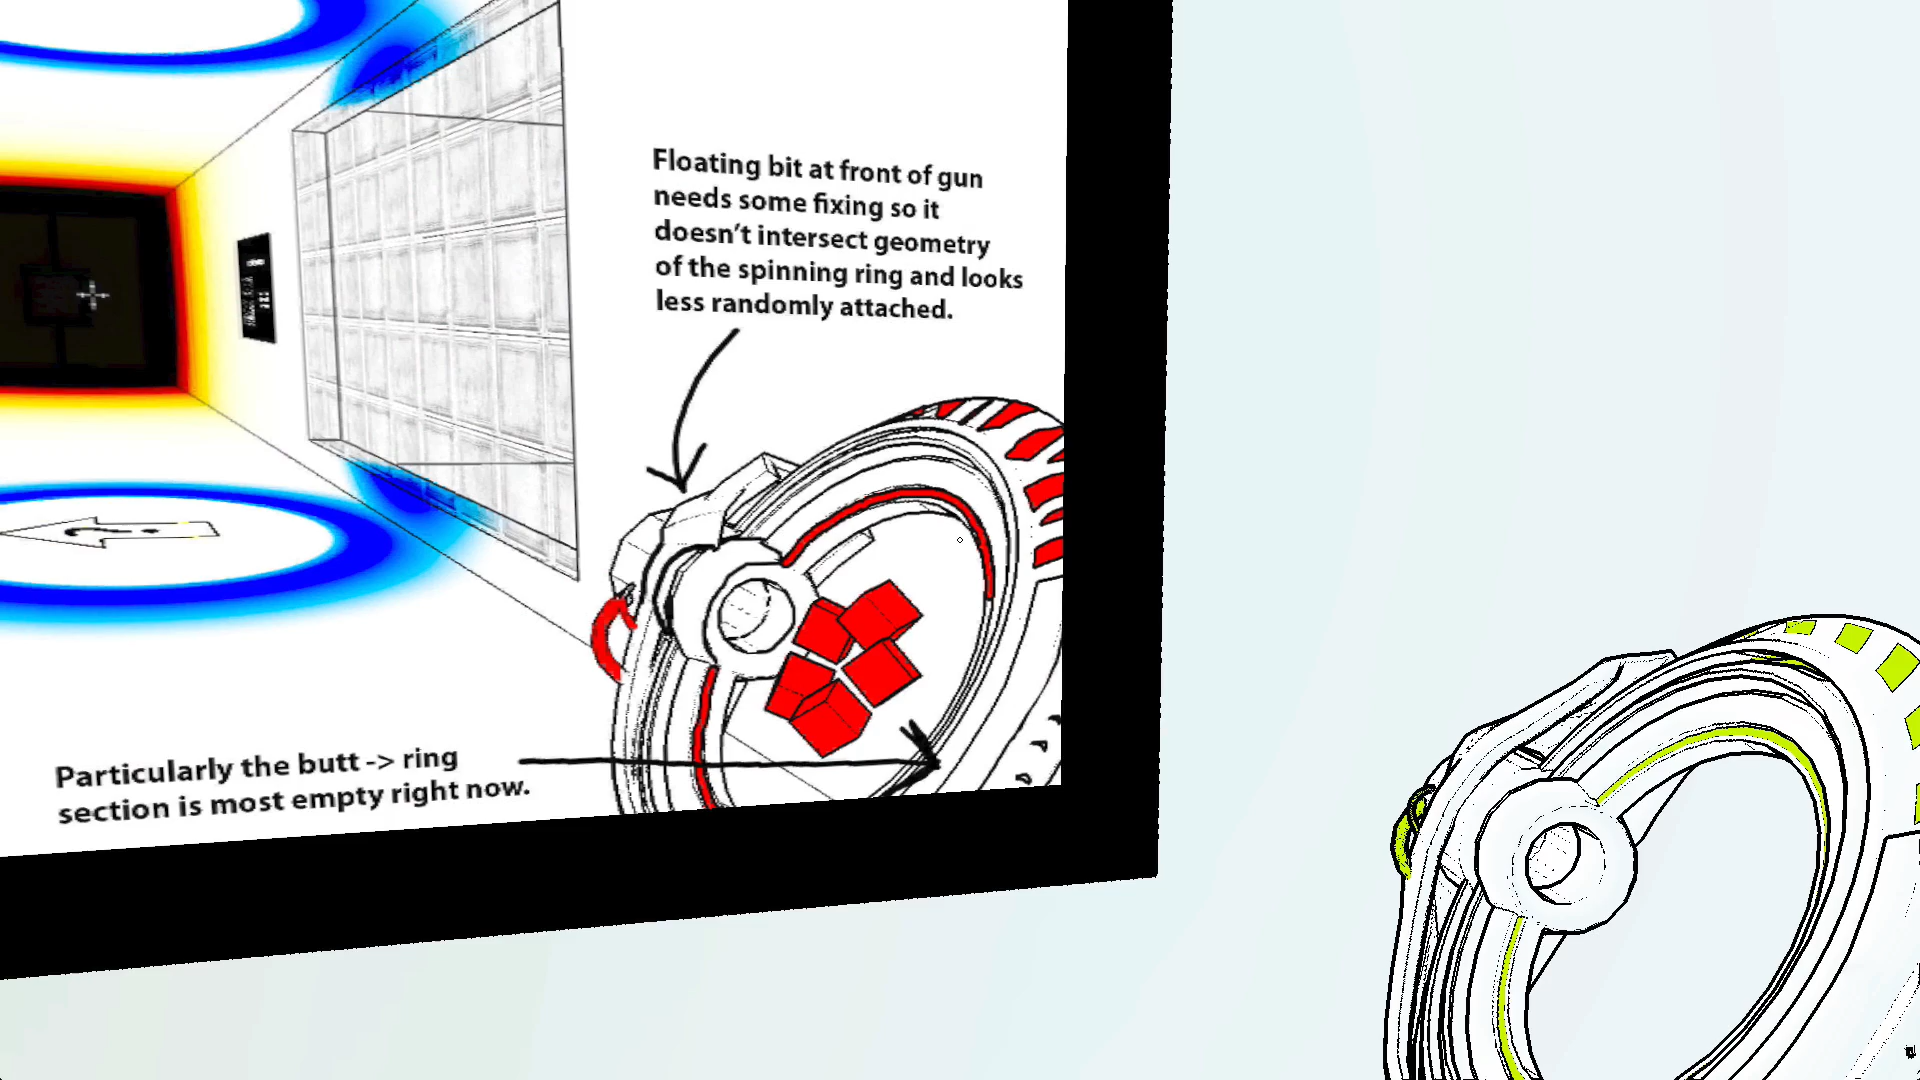 Floating bit at front of gun
needs some fixing so it
doesn't intersect geometry
of the spinning ring and looks
less randomly attached.
Particularly the butt -> ring
section is most empty right now.